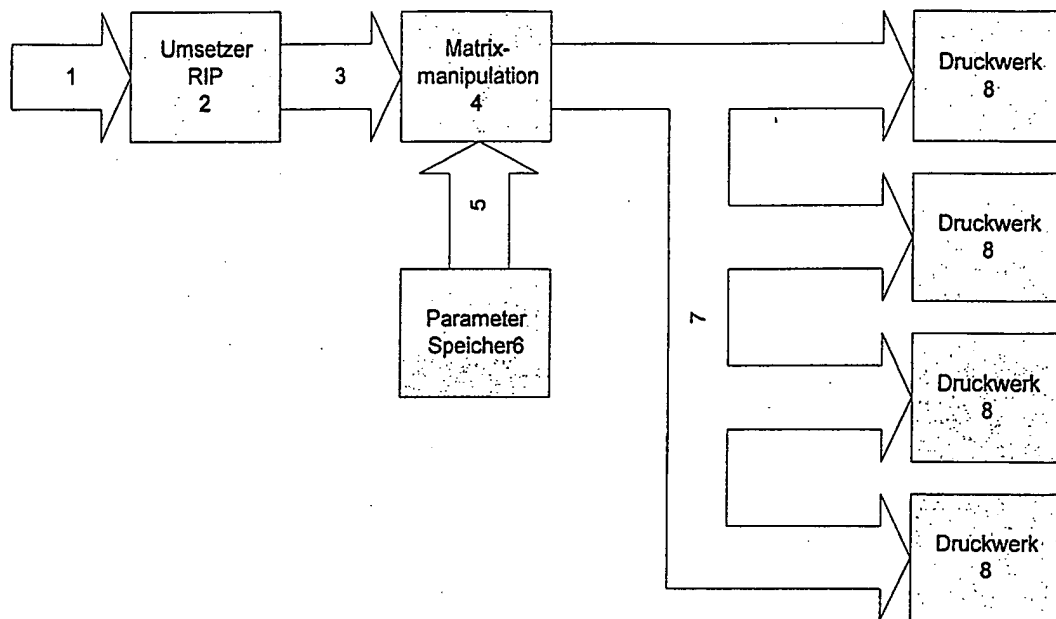 1
Umsetzer
RIP
2
3
Matrix-
manipulation
4
5
Parameter
Speicher6
7
Druckwerk
8
Druckwerk
8
Druckwerk
8
Druckwerk
8